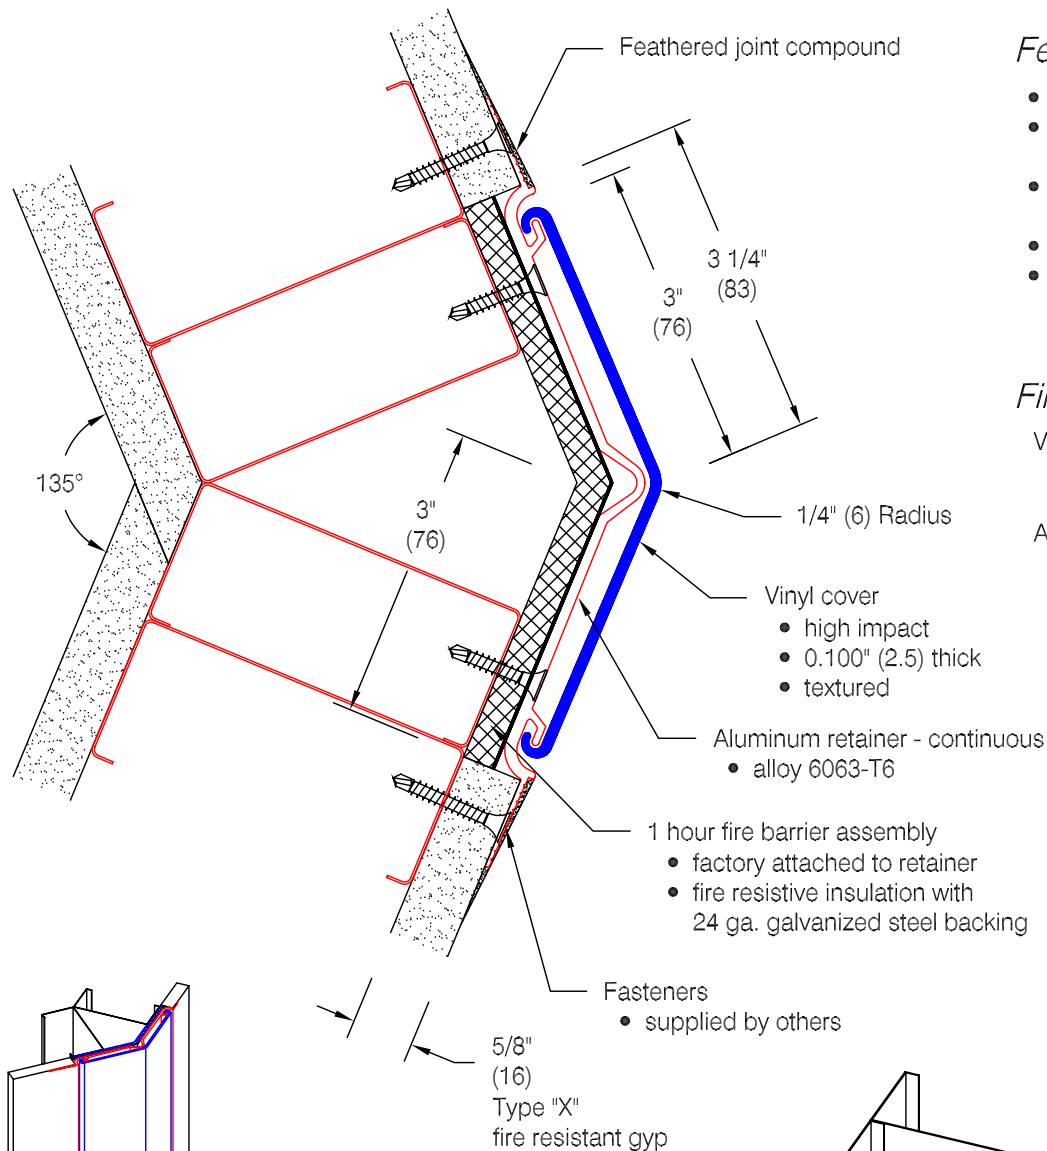 Feathered joint compound
Fe
3 1/4"
(83)
3"
(76)
Fi
V
135°
3"
(76)
1/4" (6) Radius
A
Vinyl cover
• high impact
• 0.100" (2.5) thick
• textured
Aluminum retainer - continuous
• alloy 6063-T6
1 hour fire barrier assembly
• factory attached to retainer
• fire resistive insulation with
24 ga. galvanized steel backing
Fasteners
• supplied by others
5/8"
(16)
Type "X"
fire resistant gyp